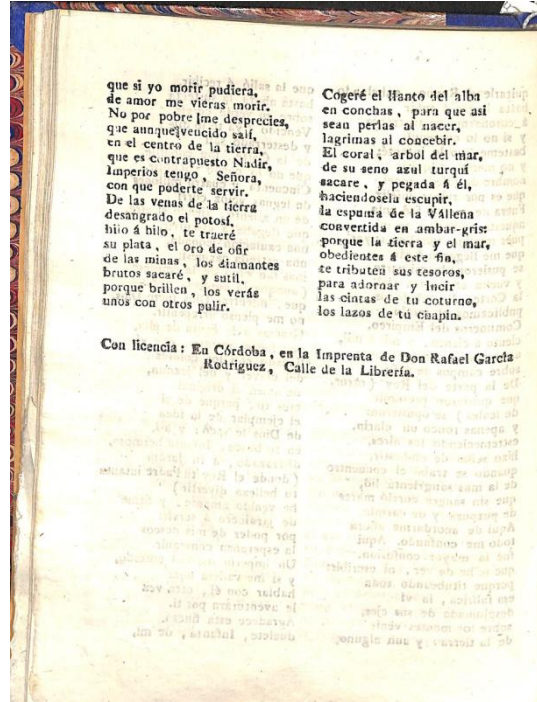 que si yo morir pudiera,
de amor me vieras morir.
No por pobre me desprecies,
que aunque vencido salí,
en el centro de la tierra,
que es contrapuesto Nadir,
Imperios tengo, Señora,
con que poderte servir.
De las venas de la tierra
desangrado el potosí,
hilo á hilo, te traeré
su plata, el oro de ofir
de las minas, los diamantes
brutos sacaré, y sutil,
porque brillen, los verás
unos con otros pulir.
Cogeré el llanto del alba
en conchas, para que asi
sean perlas al nacer,
lagrimas al concebir.
El coral, arbol del mar,
de su seno azul turquí
sacare, y pegada á él,
haciendosela escupir,
la espuma de la Válleña
convertida en ambar-gris:
porque la tierra y el mar,
obedientes á este fin,
te tributen sus tesoros,
para adornar y lucir
las cintas de tu coturno,
los lazos de tu chapin.
Con licencia: En Córdoba, en la Imprenta de Don Rafael García
Rodriguez, Calle de la Librería.